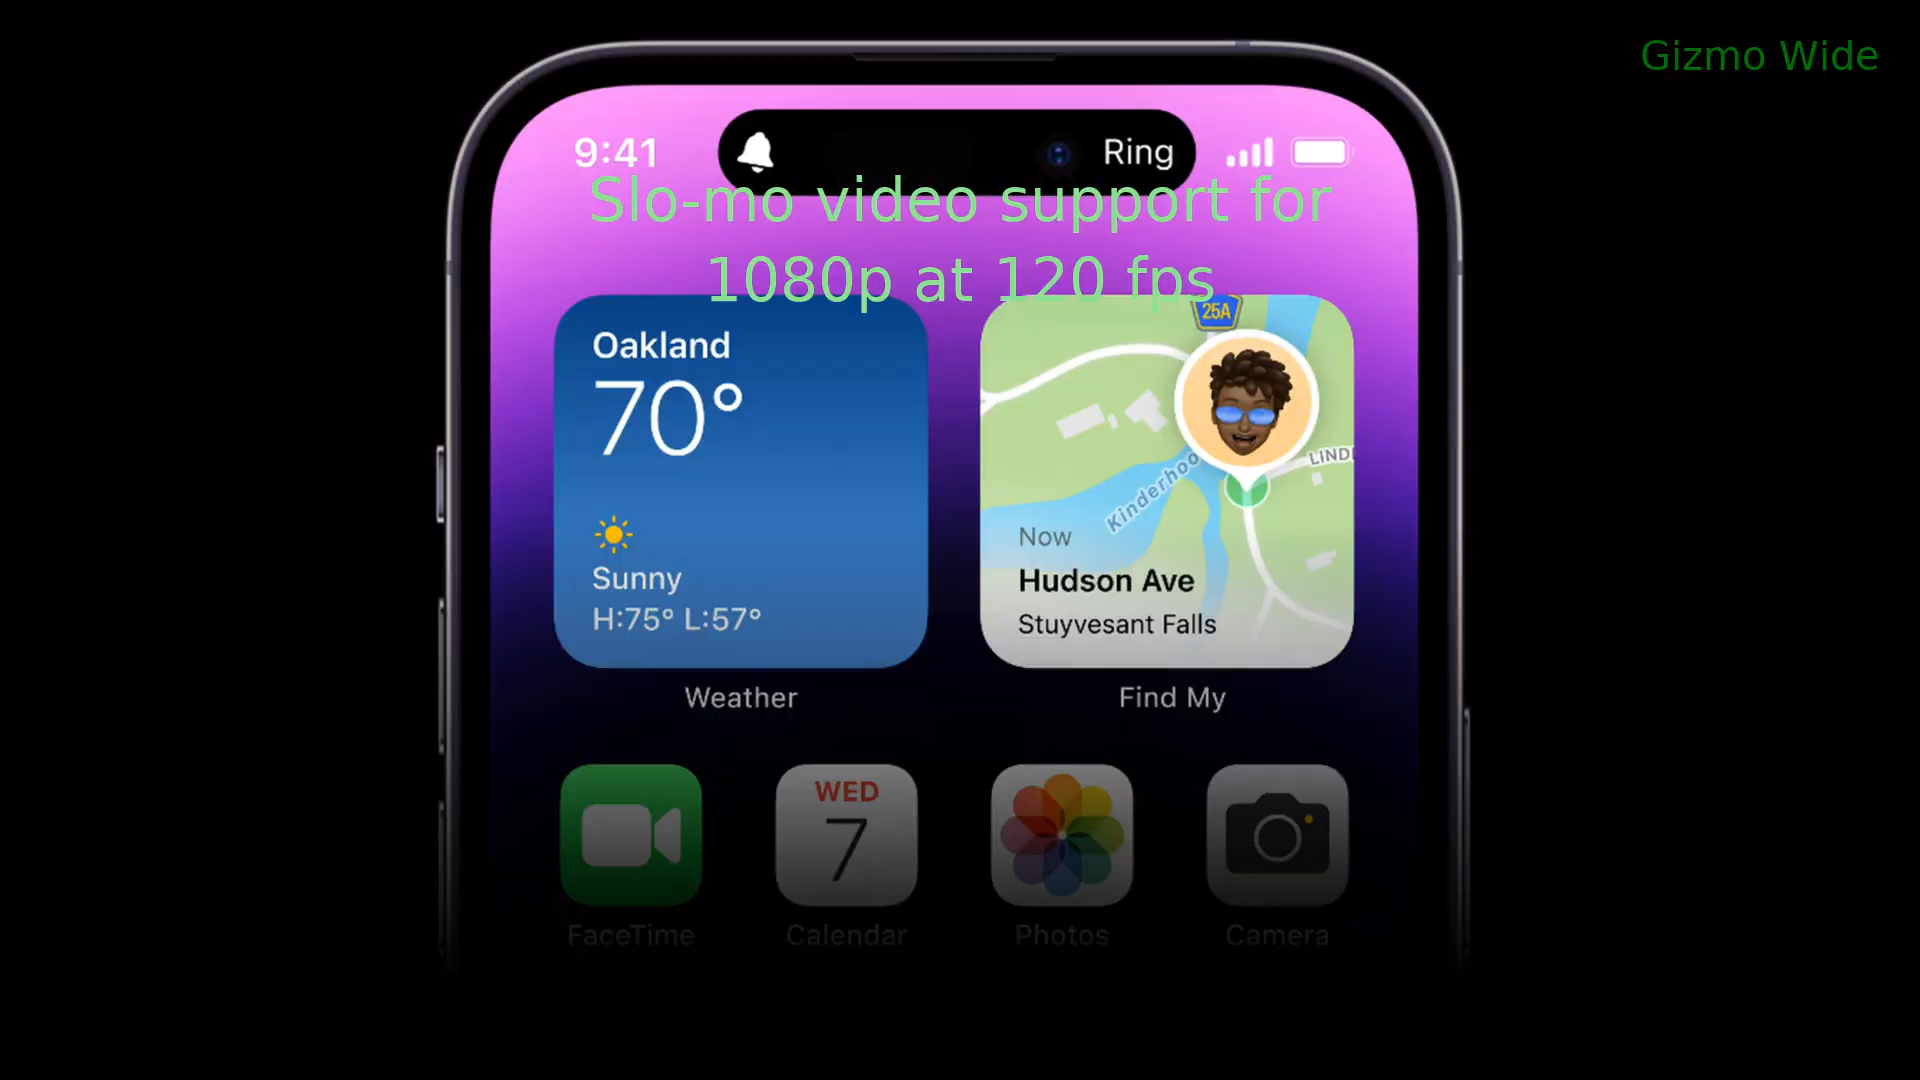 Gizmo Wide
9:41
Ring
Slo-mo video support for
1080p at 120 fps
Oakland
70°
Sunny
H:75° L:57°
Weather
25A
Kinderhoo
LIND
Now
Hudson Ave
Stuyvesant Falls
Find My
WED
7
FaceTime
Calendar
Photos
Camera